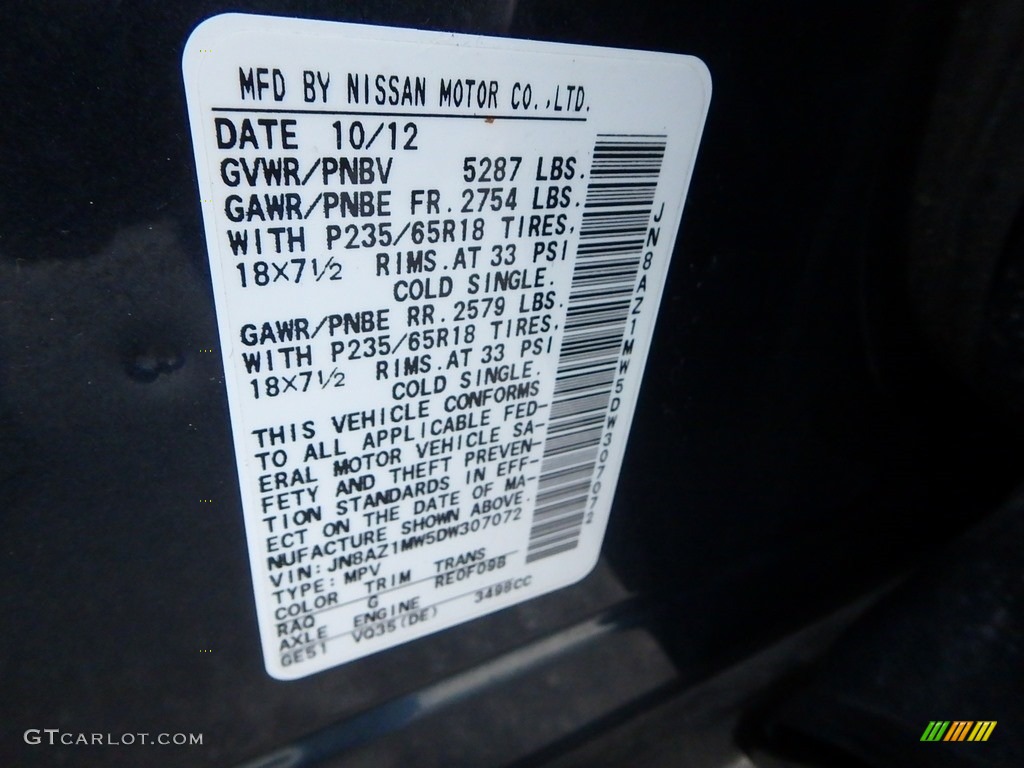 MFD BY NISSAN MOTOR CO.,LTD.
DATE 10/12
GVWR/PNBV 5287 LBS.
GAWR/PNBE FR. 2754 LBS.
WITH P235/65R18 TIRES,
18×7½ RIMS. AT 33 PSI
COLD SINGLE.
GAWR/PNBE RR. 2579 LBS.
WITH P235/65R18 TIRES,
18×7½ RIMS. AT 33 PSI
COLD SINGLE.
THIS VEHICLE CONFORMS
TO ALL APPLICABLE FED-
ERAL MOTOR VEHICLE SA-
FETY AND THEFT PREVEN-
TION STANDARDS IN EFF-
ECT ON THE DATE OF MA-
NUFACTURE SHOWN ABOVE.
VIN: JN8AZ1MW5DW307072
TYPE: MPV
COLOR TRIM TRANS
RAQ G RE0F09B
AXLE ENGINE
GE51 VQ35(DE) 3498CC
JN8AZ1MW5DW307072
GTCARLOT.COM